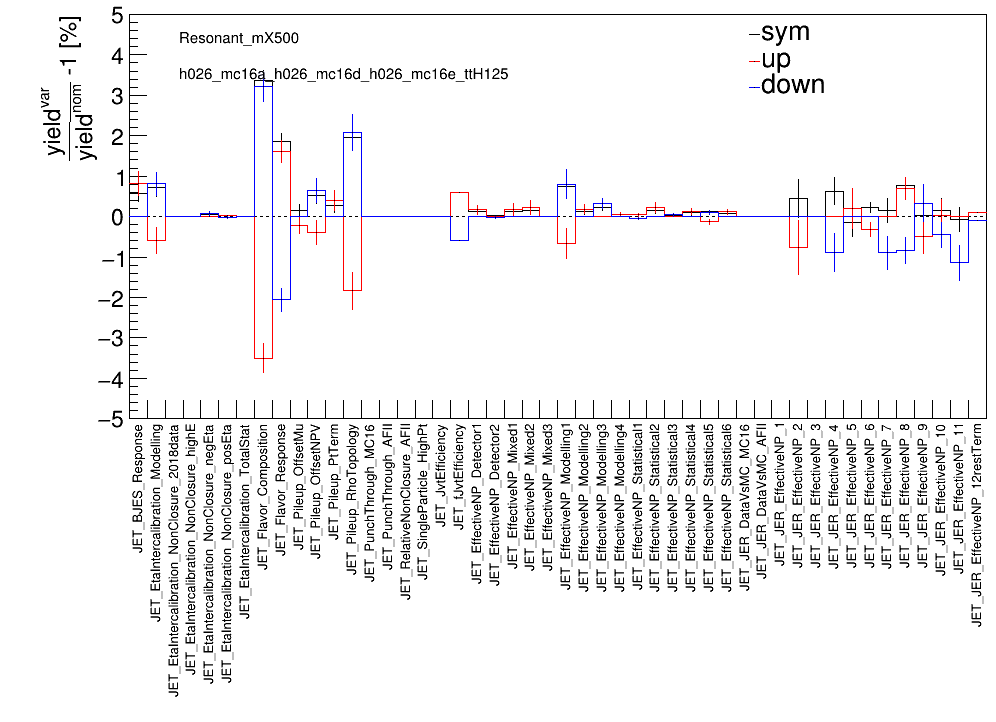 yield^var / yield^nom -1 [%]
5
4
3
2
1
0
−1
−2
−3
−4
−5
Resonant_mX500
h026_mc16a_h026_mc16d_h026_mc16e_ttH125
sym
up
down
JET_BJES_Response
JET_EtaIntercalibration_Modelling
JET_EtaIntercalibration_NonClosure_2018data
JET_EtaIntercalibration_NonClosure_highE
JET_EtaIntercalibration_NonClosure_negEta
JET_EtaIntercalibration_NonClosure_posEta
JET_EtaIntercalibration_TotalStat
JET_Flavor_Composition
JET_Flavor_Response
JET_Pileup_OffsetMu
JET_Pileup_OffsetNPV
JET_Pileup_PtTerm
JET_Pileup_RhoTopology
JET_PunchThrough_MC16
JET_PunchThrough_AFII
JET_RelativeNonClosure_AFII
JET_SingleParticle_HighPt
JET_JvtEfficiency
JET_fJvtEfficiency
JET_EffectiveNP_Detector1
JET_EffectiveNP_Detector2
JET_EffectiveNP_Mixed1
JET_EffectiveNP_Mixed2
JET_EffectiveNP_Mixed3
JET_EffectiveNP_Modelling1
JET_EffectiveNP_Modelling2
JET_EffectiveNP_Modelling3
JET_EffectiveNP_Modelling4
JET_EffectiveNP_Statistical1
JET_EffectiveNP_Statistical2
JET_EffectiveNP_Statistical3
JET_EffectiveNP_Statistical4
JET_EffectiveNP_Statistical5
JET_EffectiveNP_Statistical6
JET_JER_DataVsMC_MC16
JET_JER_DataVsMC_AFII
JET_JER_EffectiveNP_1
JET_JER_EffectiveNP_2
JET_JER_EffectiveNP_3
JET_JER_EffectiveNP_4
JET_JER_EffectiveNP_5
JET_JER_EffectiveNP_6
JET_JER_EffectiveNP_7
JET_JER_EffectiveNP_8
JET_JER_EffectiveNP_9
JET_JER_EffectiveNP_10
JET_JER_EffectiveNP_11
JET_JER_EffectiveNP_12restTerm